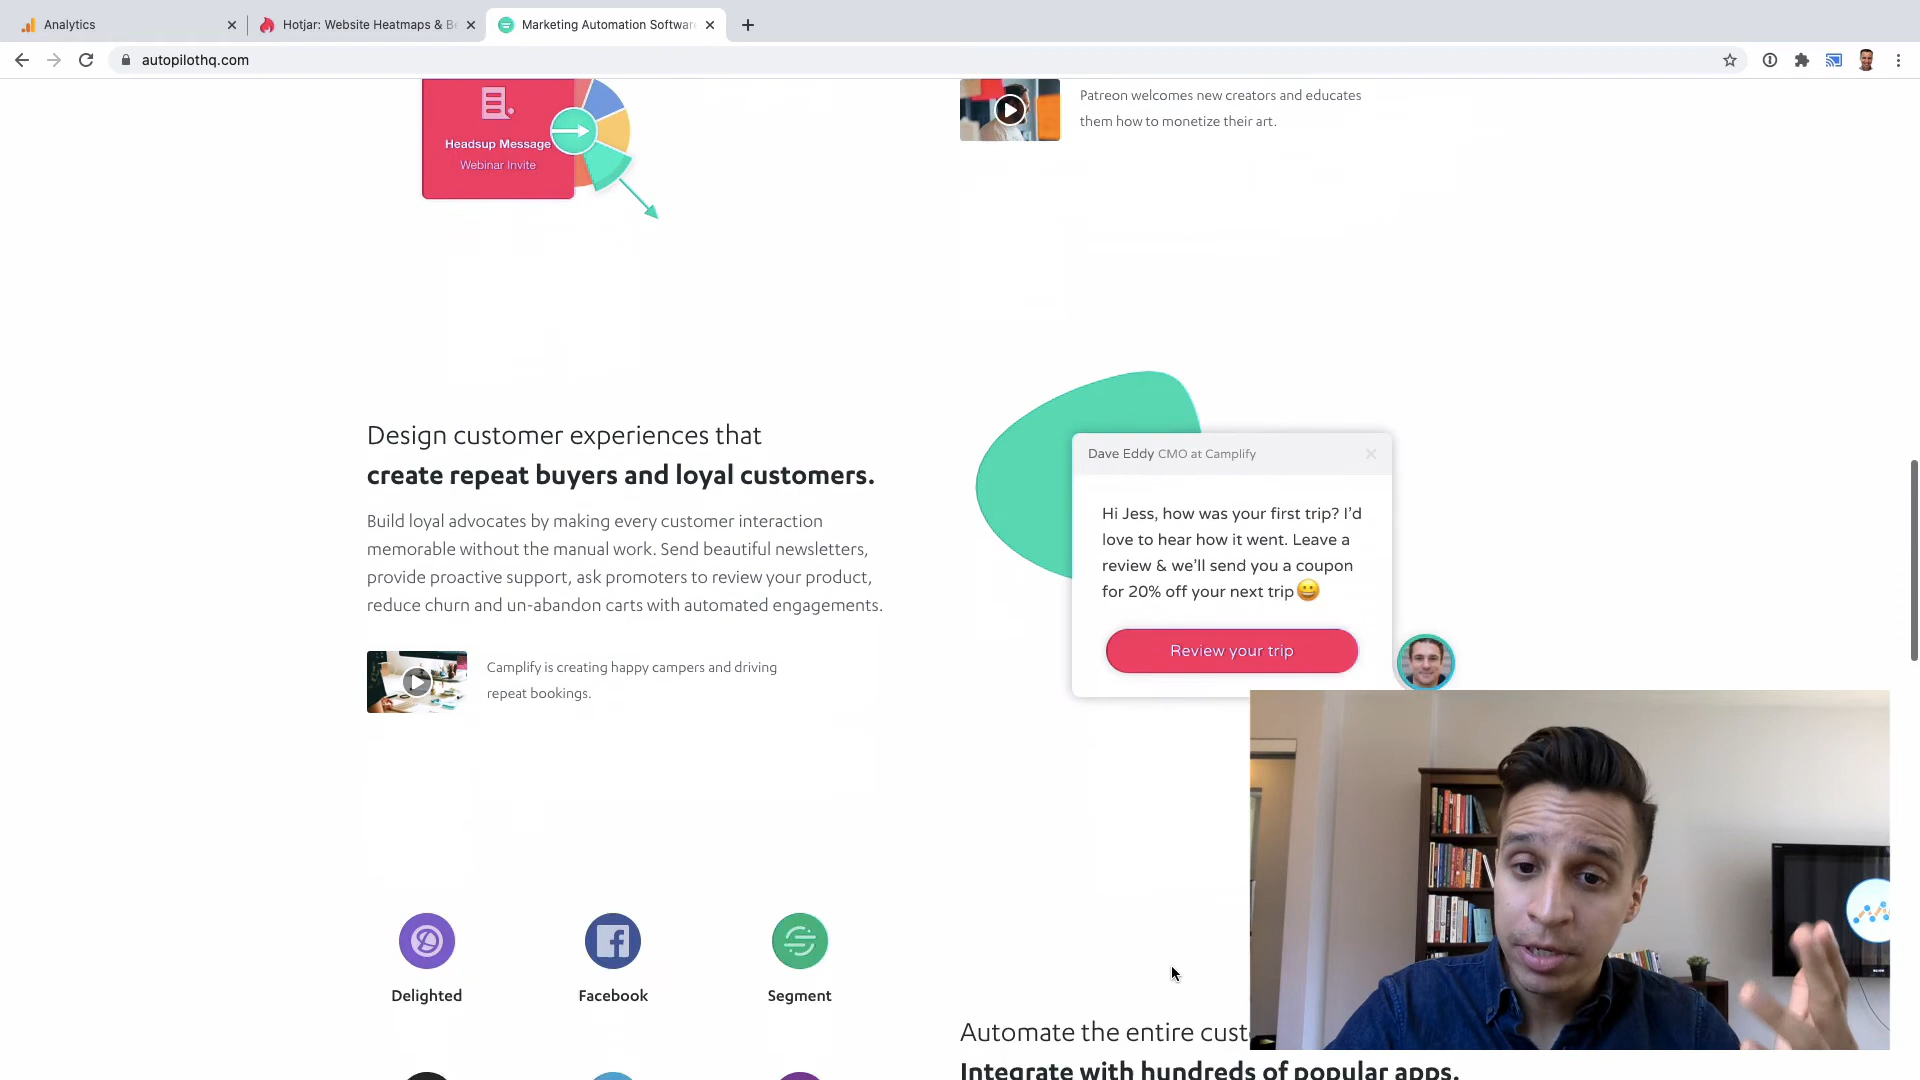 Analytics
Hotjar: Website Heatmaps & Be
Marketing Automation Software
autopilothq.com
Headsup Message
Webinar Invite
Patreon welcomes new creators and educates
them how to monetize their art.
Design customer experiences that
create repeat buyers and loyal customers.
Build loyal advocates by making every customer interaction
memorable without the manual work. Send beautiful newsletters,
provide proactive support, ask promoters to review your product,
reduce churn and un-abandon carts with automated engagements.
Camplify is creating happy campers and driving
repeat bookings.
Dave Eddy CMO at Camplify
Hi Jess, how was your first trip? I'd
love to hear how it went. Leave a
review & we'll send you a coupon
for 20% off your next trip😀
Review your trip
Delighted
Facebook
Segment
Automate the entire cust
Integrate with hundreds of popular apps.